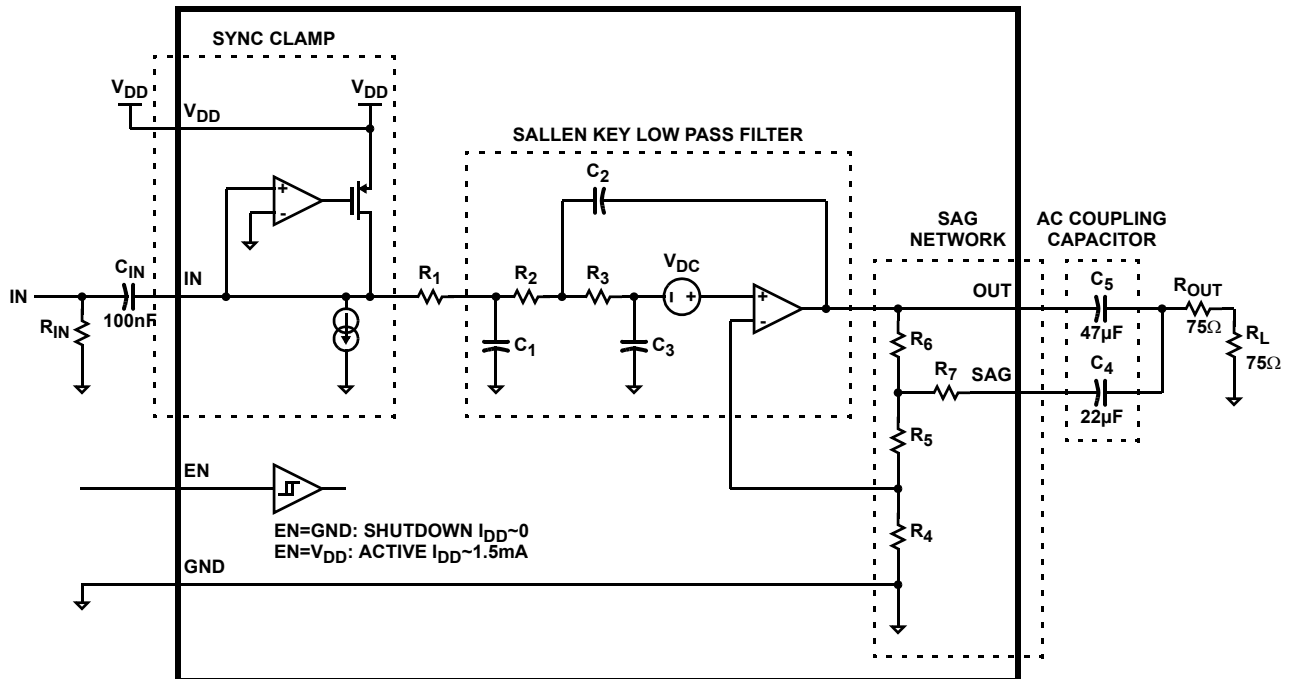 SYNC CLAMP
VDD
VDD
VDD
SALLEN KEY LOW PASS FILTER
C2
+
-
SAG
NETWORK
AC COUPLING
CAPACITOR
IN
CIN
100nF
RIN
IN
R1
R2
R3
VDC
- +
+
-
C1
C3
OUT
C5
47µF
ROUT
75Ω
RL
75Ω
R6
R7
SAG
C4
22µF
R5
R4
EN
EN=GND: SHUTDOWN IDD~0
EN=VDD: ACTIVE IDD~1.5mA
GND